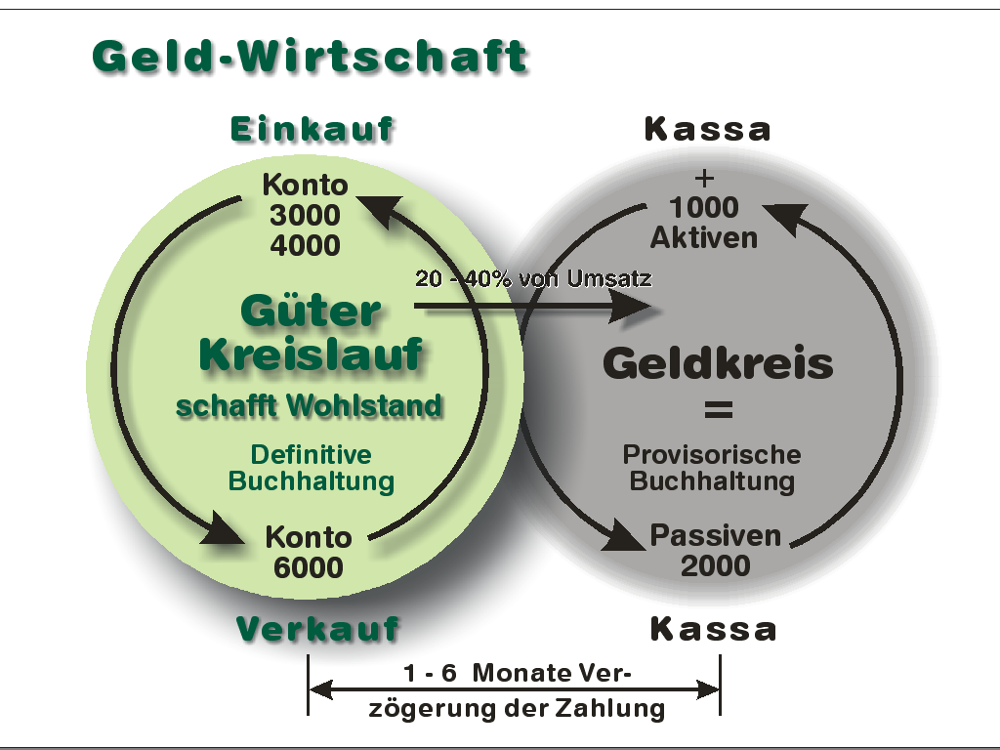 Geld-Wirtschaft
Einkauf
Konto
3000
4000
Güter
Kreislauf
schafft Wohlstand
Definitive
Buchhaltung
Konto
6000
Verkauf
20 - 40% von Umsatz
Kassa
+
1000
Aktiven
Geldkreis
=
Provisorische
Buchhaltung
Passiven
2000
Kassa
1 - 6 Monate Ver-
zögerung der Zahlung